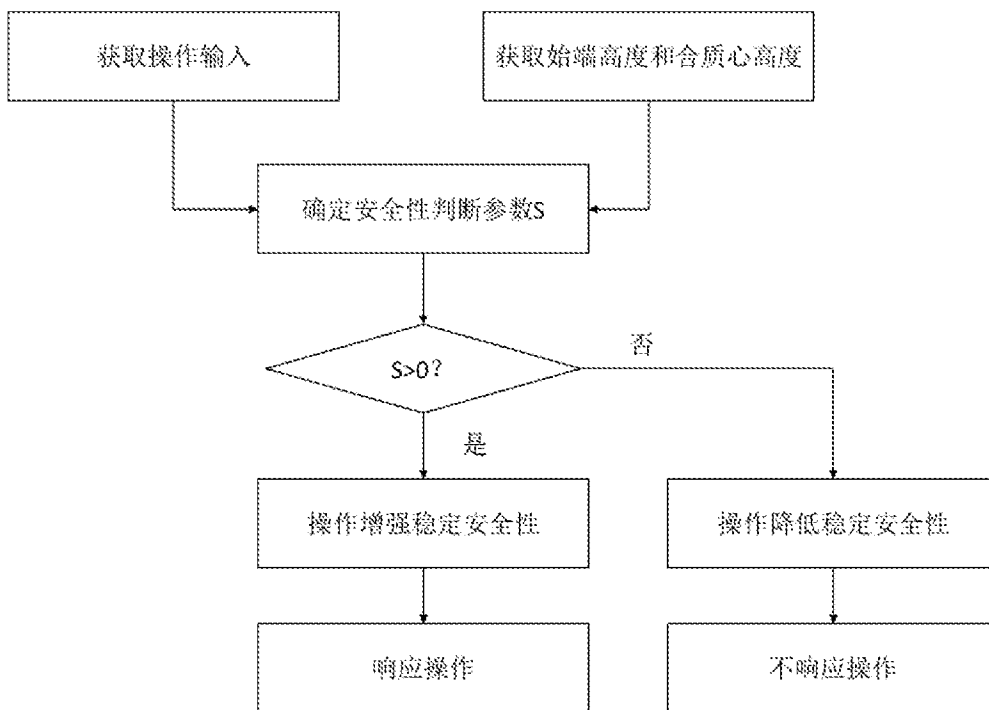 获取操作输入
获取始端高度和含质心高度
确定安全性判断参数S
S>0?
否
是
操作增强稳定安全性
操作降低稳定安全性
响应操作
不响应操作